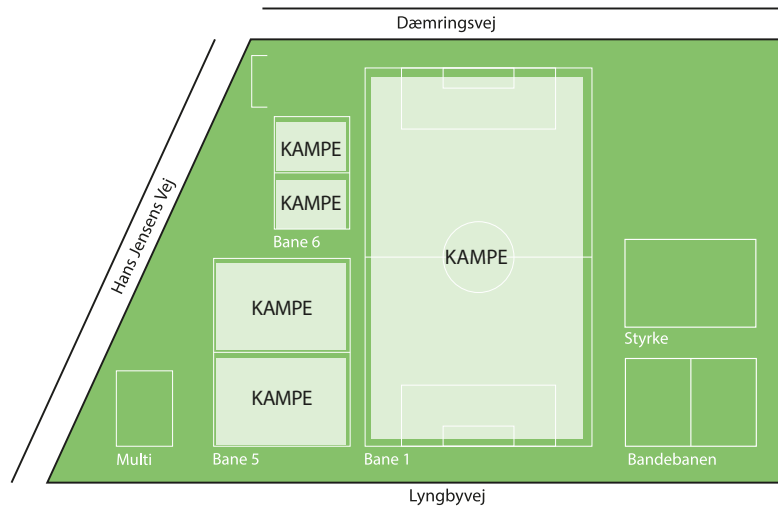 Dæmringsvej
Hans Jensens Vej
KAMPE
KAMPE
Bane 6
KAMPE
KAMPE
KAMPE
Styrke
Multi
Bane 5
Bane 1
Bandebanen
Lyngbyvej